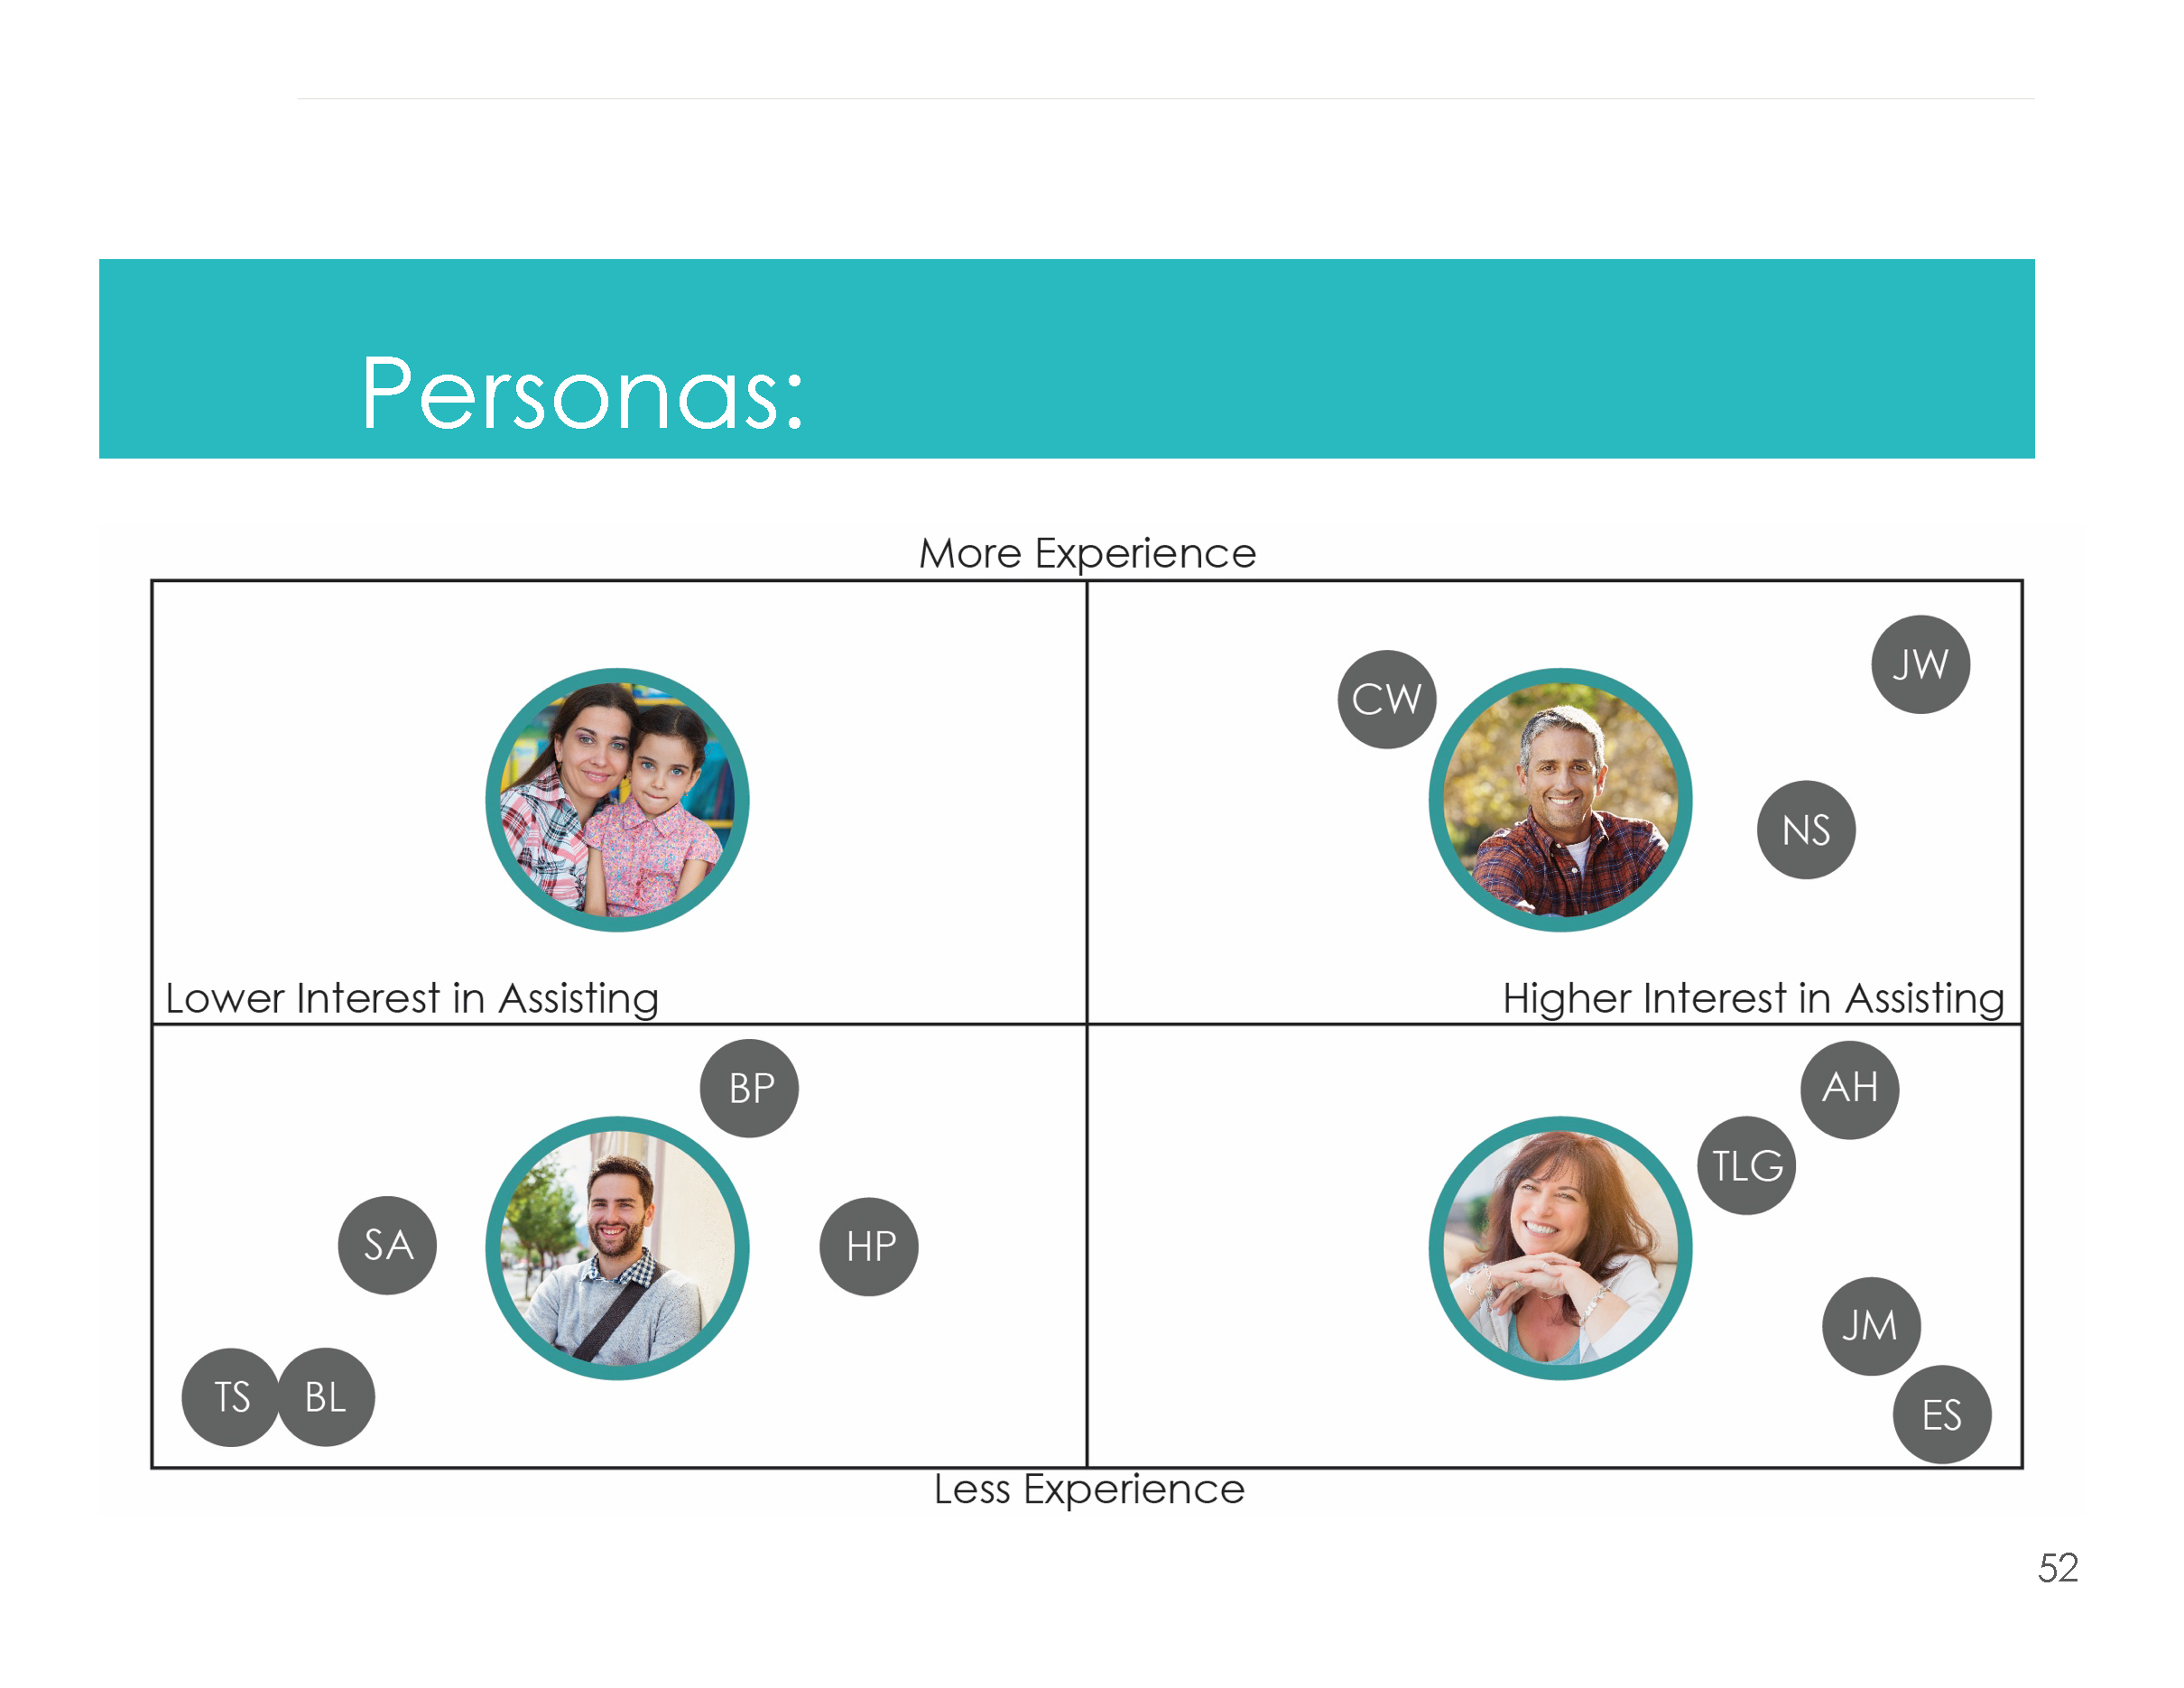 Personas:
More Experience
JW
CW
NS
Lower Interest in Assisting
Higher Interest in Assisting
BP
AH
TLG
SA
HP
JM
TS
BL
ES
Less Experience
52